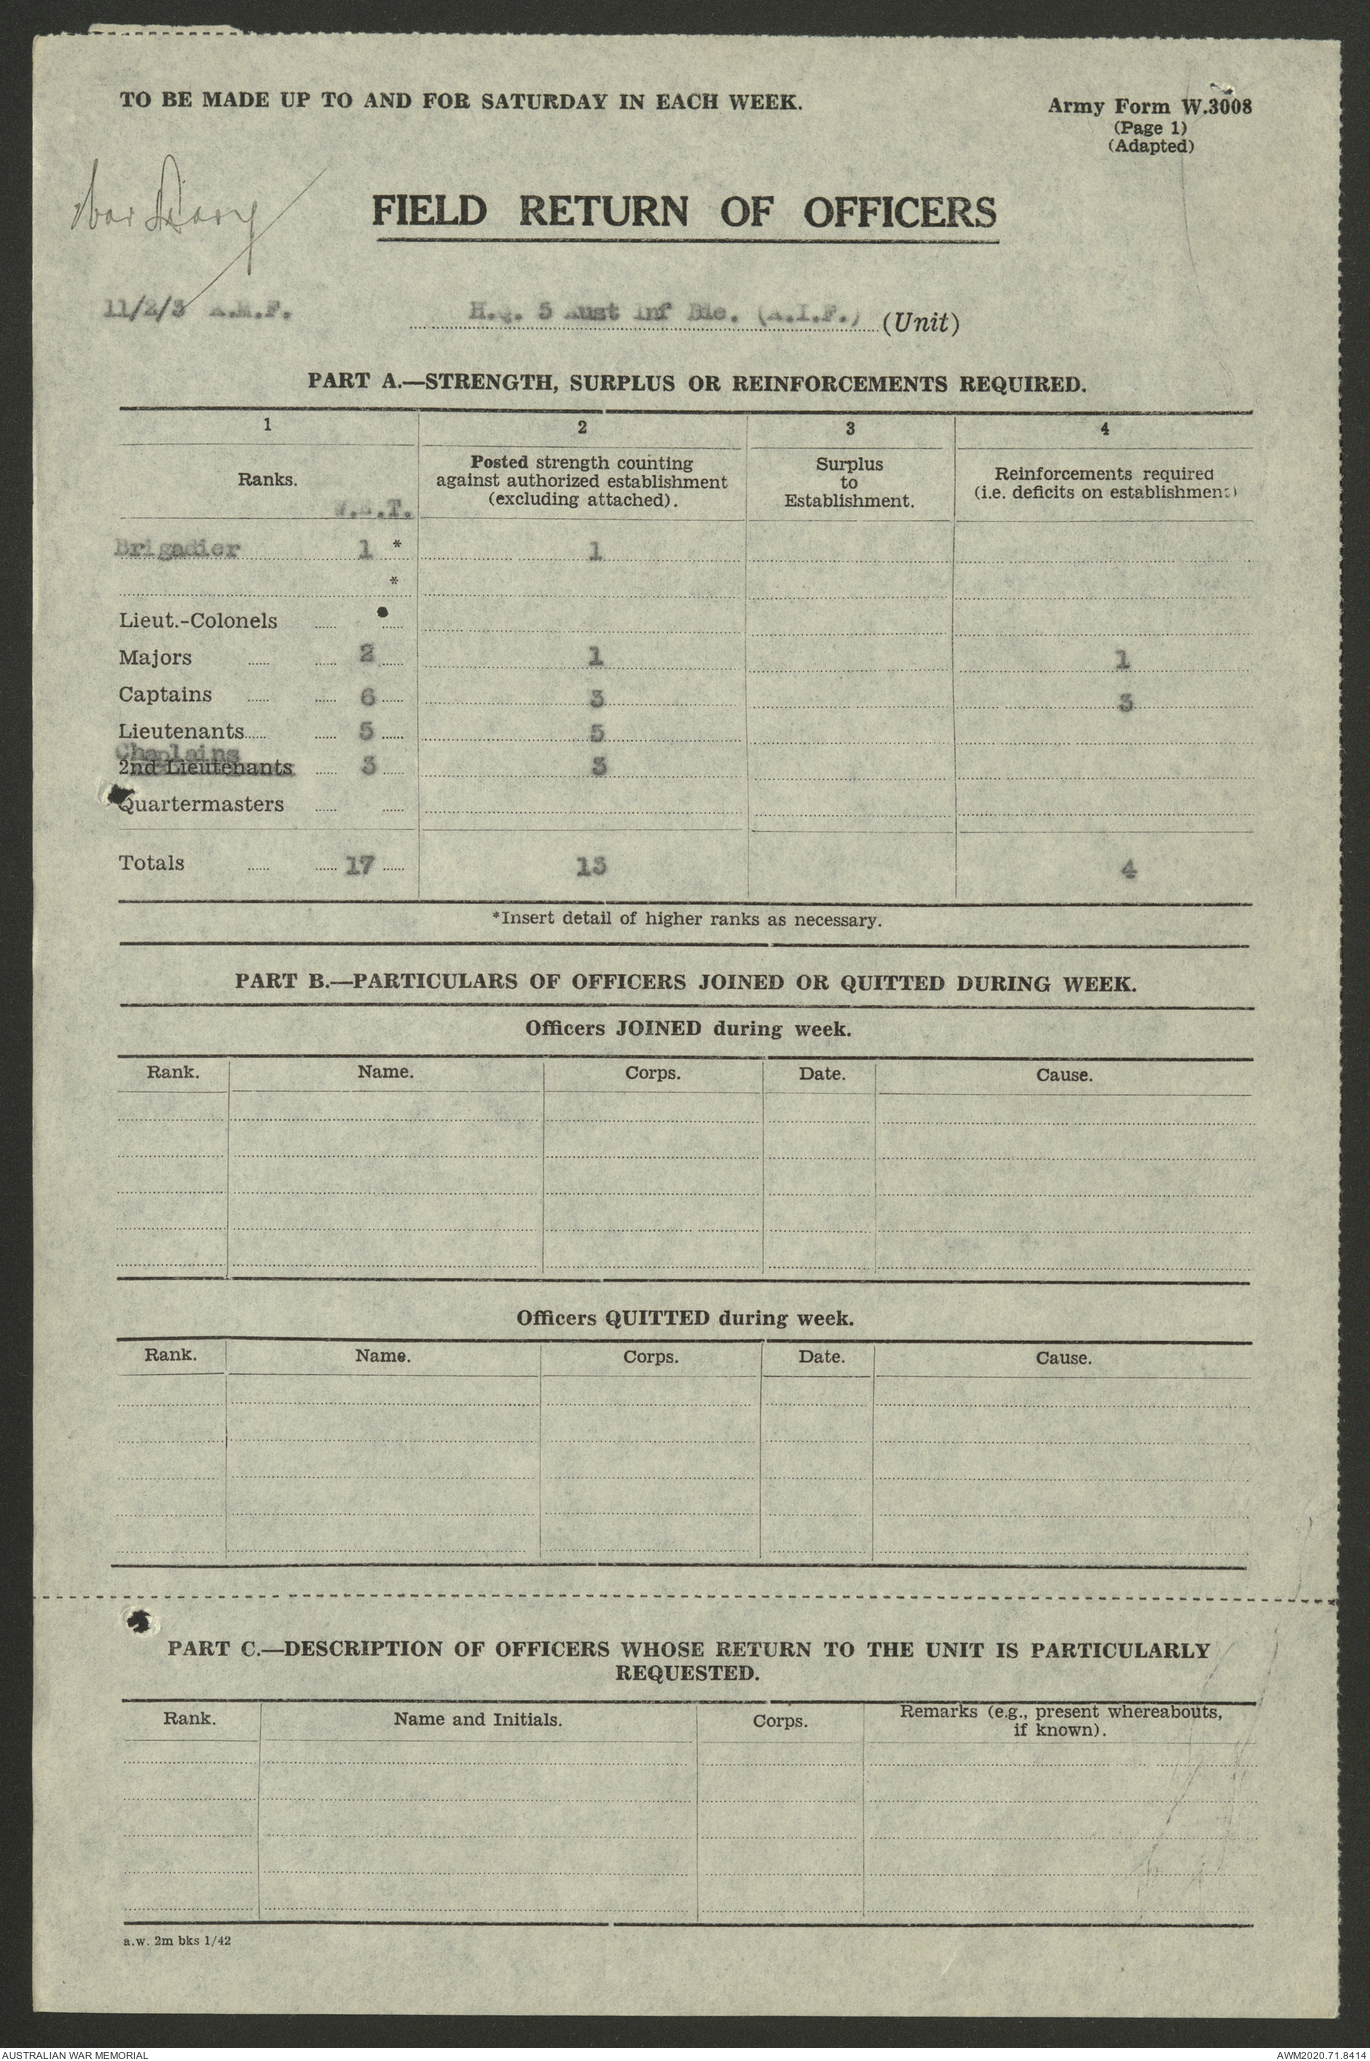 TO BE MADE UP TO AND FOR SATURDAY IN EACH WEEK.
Army Form W.3008
(Page 1)
(Adapted)
War Diary
FIELD RETURN OF OFFICERS
11/2/3 A.M.F.
H.Q. 5 Aust Inf Bde. (A.I.F.) (Unit)
PART A.—STRENGTH, SURPLUS OR REINFORCEMENTS REQUIRED.
1 2 3 4
Ranks. Posted strength counting against authorized establishment (excluding attached). Surplus to Establishment. Reinforcements required (i.e. deficits on establishment)
W.E.T.
Brigadier 1 * 1
*
Lieut.-Colonels
Majors 2 1 1
Captains 6 3 3
Lieutenants 5 5
Chaplains
2nd Lieutenants 3 3
Quartermasters
Totals 17 13 4
*Insert detail of higher ranks as necessary.
PART B.—PARTICULARS OF OFFICERS JOINED OR QUITTED DURING WEEK.
Officers JOINED during week.
Rank. Name. Corps. Date. Cause.
Officers QUITTED during week.
Rank. Name. Corps. Date. Cause.
PART C.—DESCRIPTION OF OFFICERS WHOSE RETURN TO THE UNIT IS PARTICULARLY
REQUESTED.
Rank. Name and Initials. Corps. Remarks (e.g., present whereabouts, if known).
a.w. 2m bks 1/42
AUSTRALIAN WAR MEMORIAL
AWM2020.71.8414